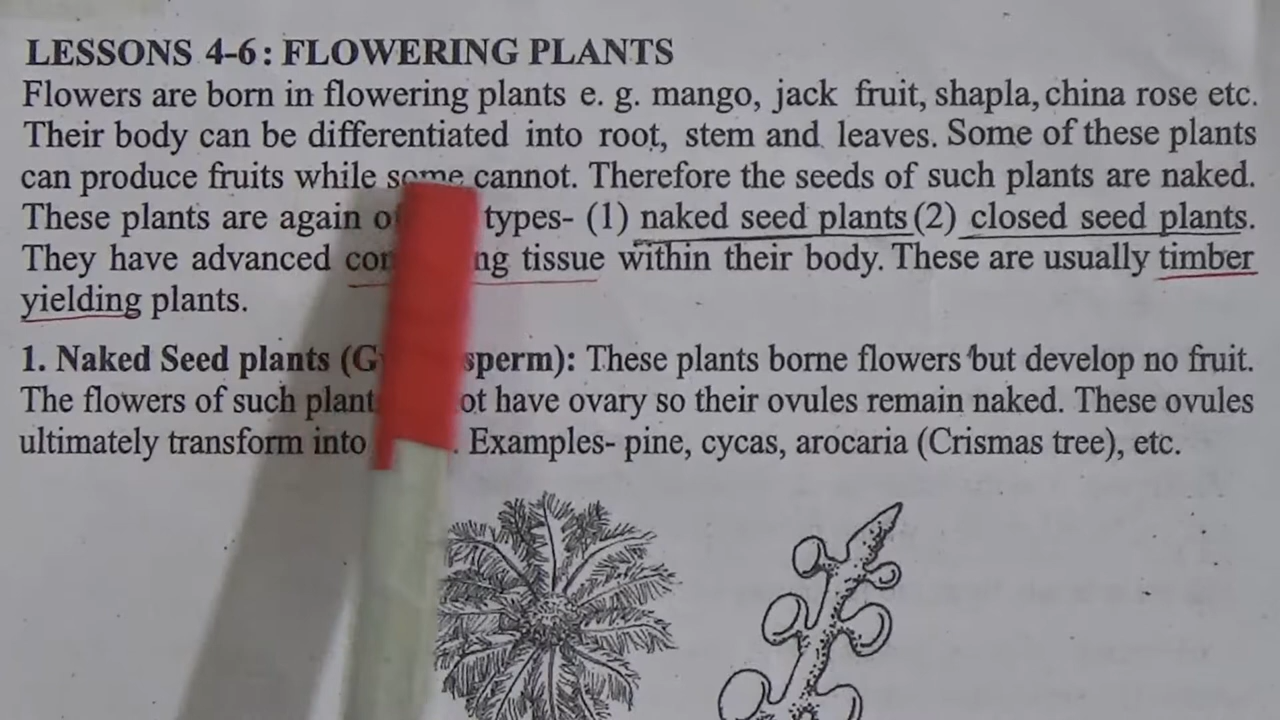 LESSONS 4-6: FLOWERING PLANTS
Flowers are born in flowering plants e. g. mango, jack fruit, shapla, china rose etc.
Their body can be differentiated into root, stem and leaves. Some of these plants
can produce fruits while some cannot. Therefore the seeds of such plants are naked.
These plants are again types- (1) naked seed plants (2) closed seed plants.
They have advanced tissue within their body. These are usually timber
yielding plants.
1. Naked Seed plants These plants borne flowers but develop no fruit.
The flowers of such have ovary so their ovules remain naked. These ovules
ultimately transform into . Examples- pine, cycas, arocaria (Crismas tree), etc.